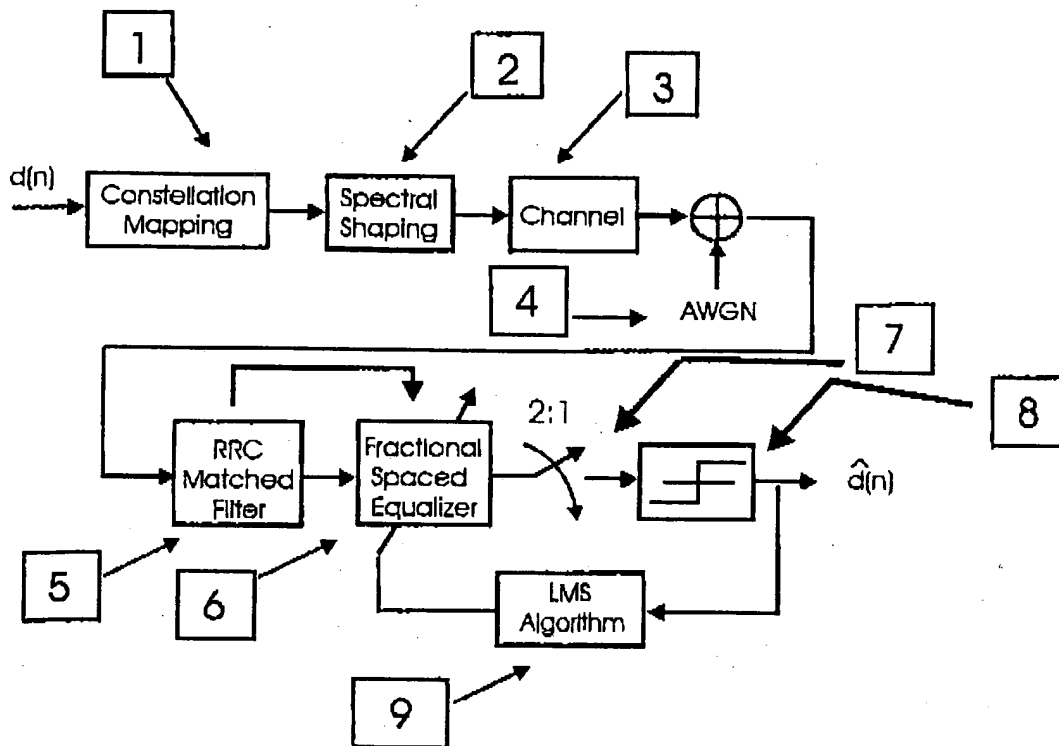 1
2
3
d(n)
Constellation
Mapping
Spectral
Shaping
Channel
4
AWGN
7
8
2:1
RRC
Matched
Filter
Fractional
Spaced
Equalizer
d̂(n)
5
6
LMS
Algorithm
9